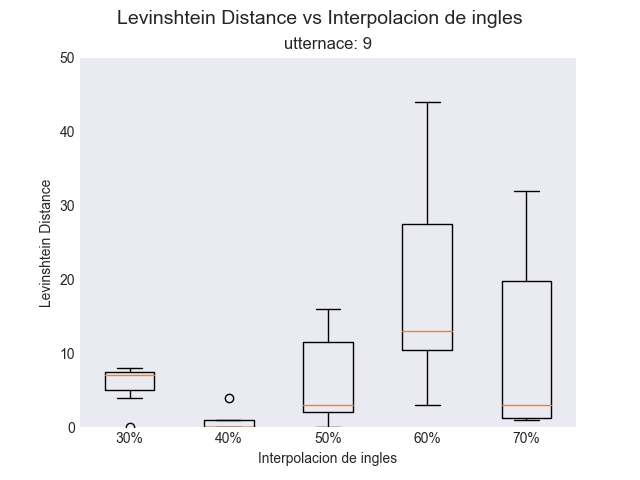 Levinshtein Distance vs Interpolacion de ingles
utternace: 9
50
40
30
20
10
0
Levinshtein Distance
30% 40% 50% 60% 70%
Interpolacion de ingles